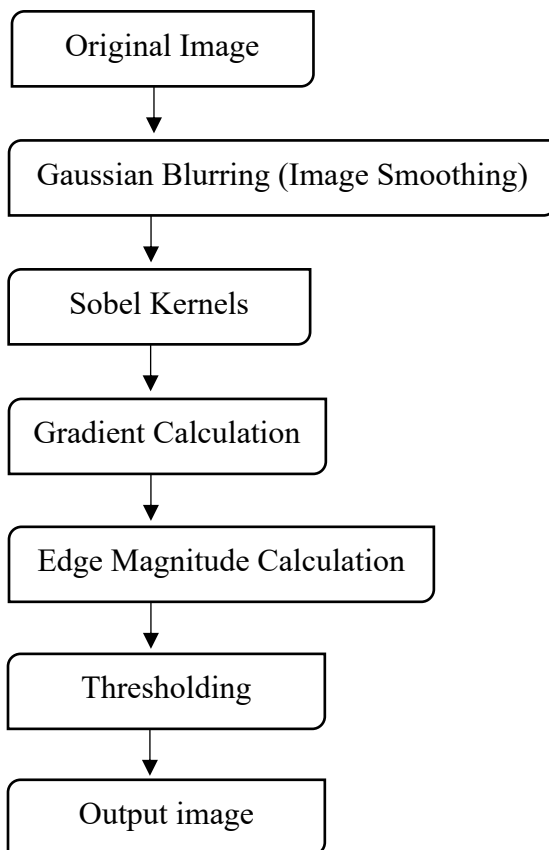 Original Image
Gaussian Blurring (Image Smoothing)
Sobel Kernels
Gradient Calculation
Edge Magnitude Calculation
Thresholding
Output image